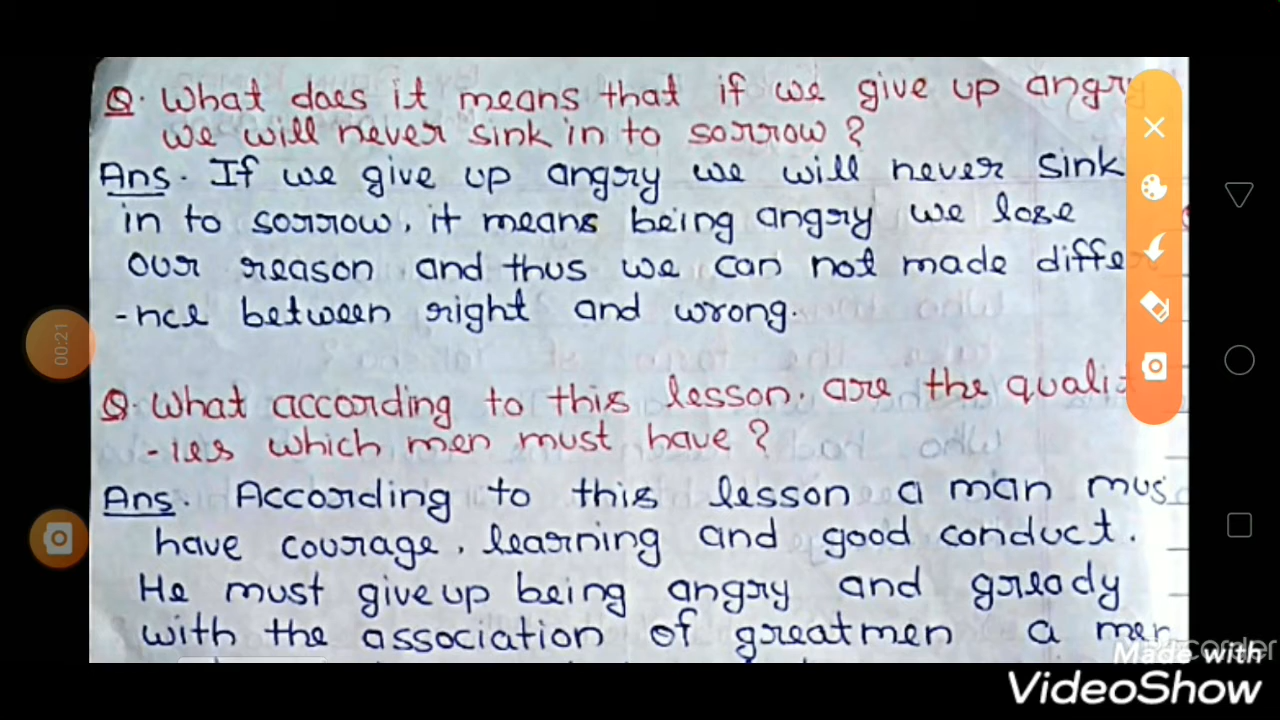 Q. What does it means that if we give up angry
we will never sink in to sorrow ?
Ans. If we give up angry we will never sink
in to sorrow, it means being angry we lose
our reason and thus we can not made differe
-nce between right and wrong.
Q. What according to this lesson, are the qualit
-ies which men must have ?
Ans. According to this lesson a man mus
have courage, learning and good conduct.
He must give up being angry and gready
with the association of greatmen a men
00:21
Made with
VideoShow